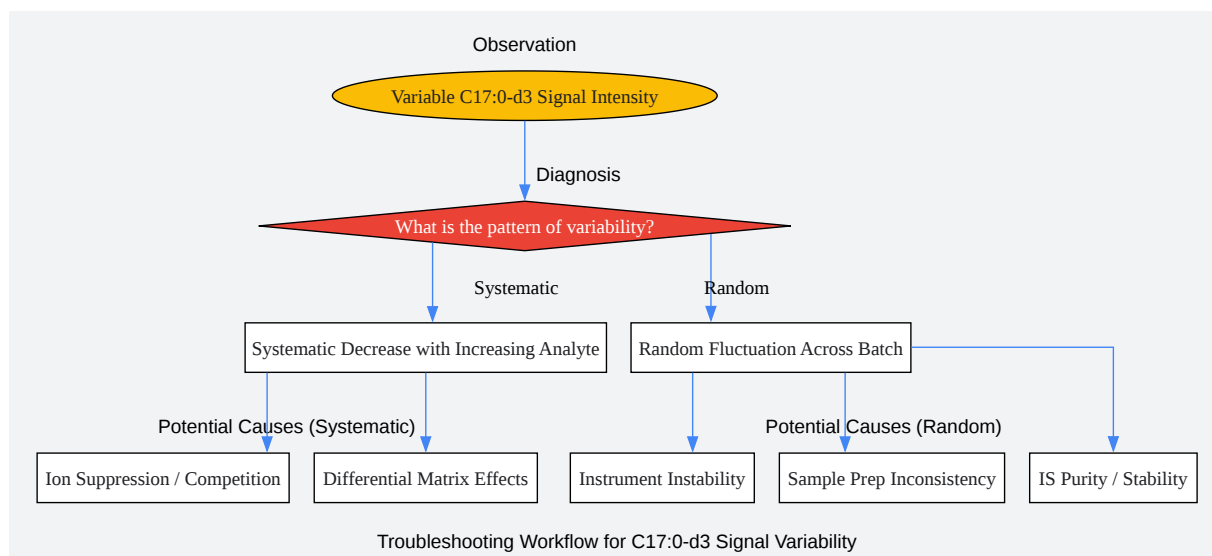 Observation
Variable C17:0-d3 Signal Intensity
Diagnosis
What is the pattern of variability?
Systematic
Random
Systematic Decrease with Increasing Analyte
Random Fluctuation Across Batch
Potential Causes (Systematic)
Potential Causes (Random)
Ion Suppression / Competition
Differential Matrix Effects
Instrument Instability
Sample Prep Inconsistency
IS Purity / Stability
Troubleshooting Workflow for C17:0-d3 Signal Variability